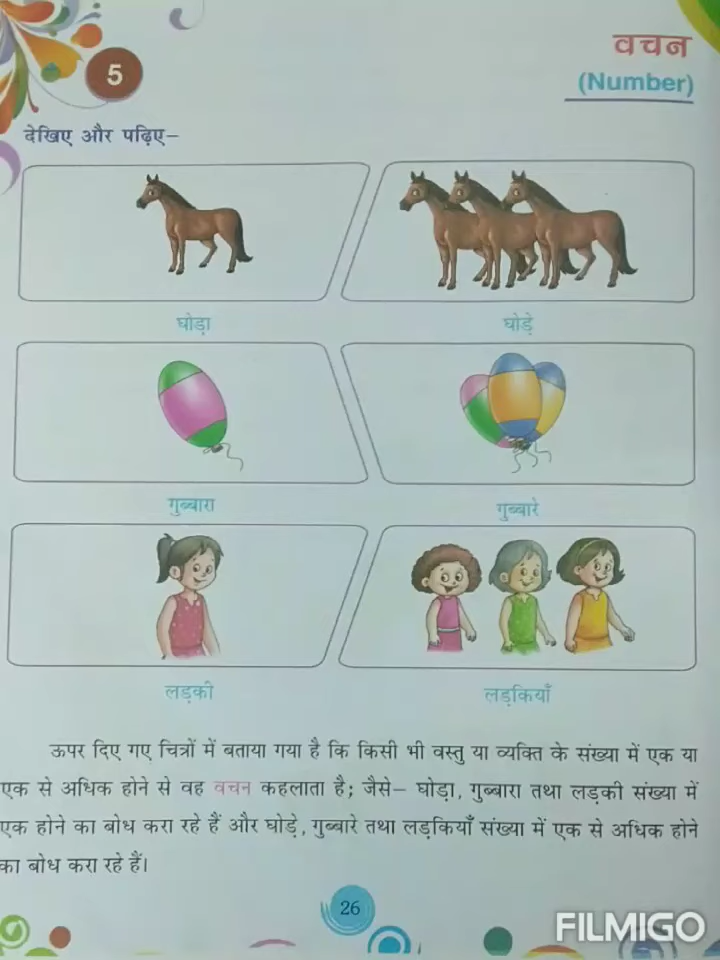 5
वचन
(Number)
देखिए और पढ़िए–
घोड़ा
घोड़े
गुब्बारा
गुब्बारे
लड़की
लड़कियाँ
ऊपर दिए गए चित्रों में बताया गया है कि किसी भी वस्तु या व्यक्ति के संख्या में एक या
एक से अधिक होने से वह वचन कहलाता है; जैसे– घोड़ा, गुब्बारा तथा लड़की संख्या में
एक होने का बोध करा रहे हैं और घोड़े, गुब्बारे तथा लड़कियाँ संख्या में एक से अधिक होने
का बोध करा रहे हैं।
26
FILMIGO